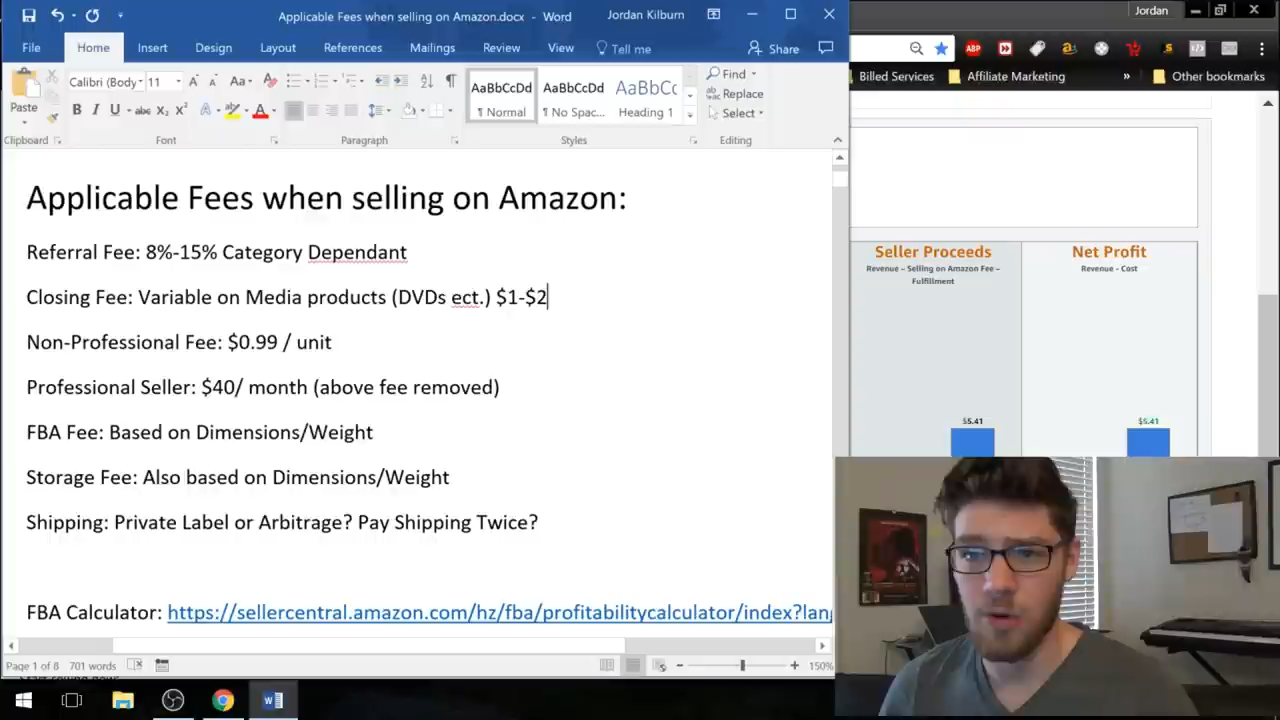 Applicable Fees when selling on Amazon.docx - Word
Jordan Kilburn
Jordan
File Home Insert Design Layout References Mailings Review View Tell me Share
Billed Services Affiliate Marketing » Other bookmarks
Paste
Calibri (Body 11
B I U abc X₂ X² A A
AaBbCcDd AaBbCcDd AaBbCc
¶ Normal ¶ No Spac... Heading 1
Find
Replace
Select
Clipboard Font Paragraph Styles Editing
Applicable Fees when selling on Amazon:
Referral Fee: 8%-15% Category Dependant
Closing Fee: Variable on Media products (DVDs ect.) $1-$2
Non-Professional Fee: $0.99 / unit
Professional Seller: $40/ month (above fee removed)
FBA Fee: Based on Dimensions/Weight
Storage Fee: Also based on Dimensions/Weight
Shipping: Private Label or Arbitrage? Pay Shipping Twice?
FBA Calculator: https://sellercentral.amazon.com/hz/fba/profitabilitycalculator/index?lan
Page 1 of 8 701 words 150%
Seller Proceeds
Revenue – Selling on Amazon Fee –
Fulfillment
$5.41
Net Profit
Revenue - Cost
$5.41